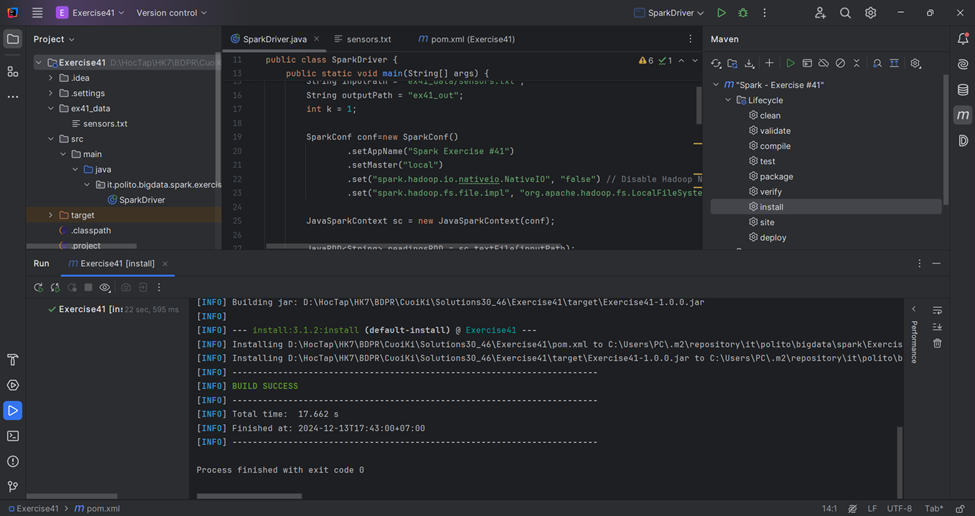 Exercise41
Version control
SparkDriver
Project
SparkDriver.java
sensors.txt
pom.xml (Exercise41)
Maven
Exercise41 D:\HocTap\HK7\BDPR\CuoiKi
.idea
.settings
ex41_data
sensors.txt
src
main
java
it.polito.bigdata.spark.exercis
SparkDriver
target
.classpath
.project
6 1
11 public class SparkDriver {
13 public static void main(String[] args) {
15 String inputPath = "ex41_data/sensors.txt";
16 String outputPath = "ex41_out";
17 int k = 1;
18
19 SparkConf conf=new SparkConf()
20 .setAppName("Spark Exercise #41")
21 .setMaster("local")
22 .set("spark.hadoop.io.nativeio.NativeIO", "false") // Disable Hadoop N
23 .set("spark.hadoop.fs.file.impl", "org.apache.hadoop.fs.LocalFileSyste
24
25 JavaSparkContext sc = new JavaSparkContext(conf);
26
27 JavaRDD<String> readingsRDD = sc.textFile(inputPath);
"Spark - Exercise #41"
Lifecycle
clean
validate
compile
test
package
verify
install
site
deploy
Run
Exercise41 [install]
Exercise41 [ins 22 sec, 595 ms
[INFO] Building jar: D:\HocTap\HK7\BDPR\CuoiKi\Solutions30_46\Exercise41\target\Exercise41-1.0.0.jar
[INFO]
[INFO] --- install:3.1.2:install (default-install) @ Exercise41 ---
[INFO] Installing D:\HocTap\HK7\BDPR\CuoiKi\Solutions30_46\Exercise41\pom.xml to C:\Users\PC\.m2\repository\it\polito\bigdata\spark\Exercis
[INFO] Installing D:\HocTap\HK7\BDPR\CuoiKi\Solutions30_46\Exercise41\target\Exercise41-1.0.0.jar to C:\Users\PC\.m2\repository\it\polito\b
[INFO] ------------------------------------------------------------------------
[INFO] BUILD SUCCESS
[INFO] ------------------------------------------------------------------------
[INFO] Total time:  17.662 s
[INFO] Finished at: 2024-12-13T17:43:00+07:00
[INFO] ------------------------------------------------------------------------
Process finished with exit code 0
Performance
Exercise41 > pom.xml
14:1 LF UTF-8 Tab*